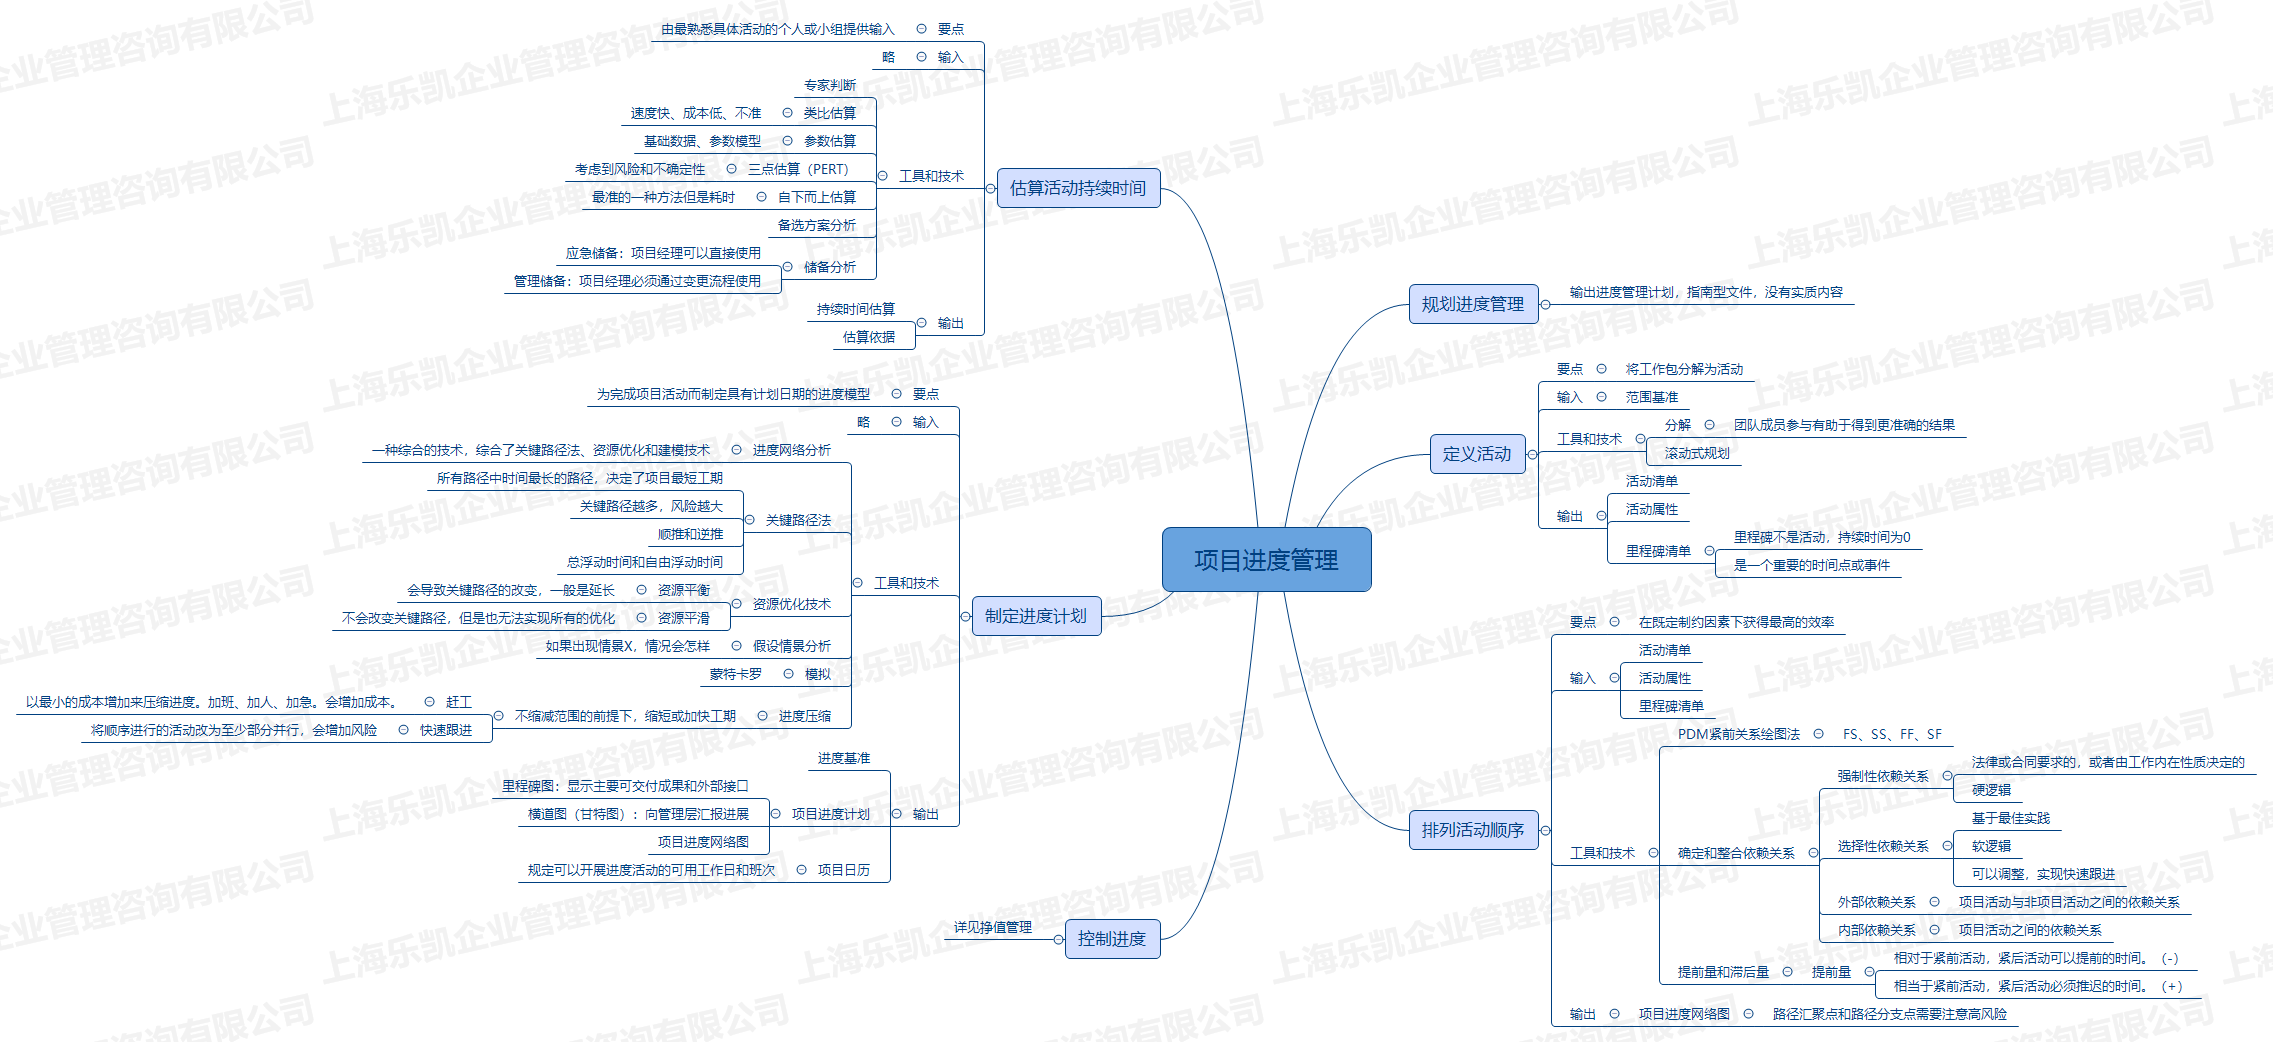 项目进度管理
规划进度管理
输出进度管理计划，指南型文件，没有实质内容
定义活动
要点
将工作包分解为活动
输入
范围基准
工具和技术
分解
团队成员参与有助于得到更准确的结果
滚动式规划
输出
活动清单
活动属性
里程碑清单
里程碑不是活动，持续时间为0
是一个重要的时间点或事件
排列活动顺序
要点
在既定制约因素下获得最高的效率
输入
活动清单
活动属性
里程碑清单
工具和技术
PDM紧前关系绘图法
FS、SS、FF、SF
确定和整合依赖关系
强制性依赖关系
法律或合同要求的，或者由工作内在性质决定的
硬逻辑
选择性依赖关系
基于最佳实践
软逻辑
可以调整，实现快速跟进
外部依赖关系
项目活动与非项目活动之间的依赖关系
内部依赖关系
项目活动之间的依赖关系
提前量和滞后量
提前量
相对于紧前活动，紧后活动可以提前的时间。（-）
相当于紧前活动，紧后活动必须推迟的时间。（+）
输出
项目进度网络图
路径汇聚点和路径分支点需要注意高风险
估算活动持续时间
要点
由最熟悉具体活动的个人或小组提供输入
输入
略
工具和技术
专家判断
类比估算
速度快、成本低、不准
参数估算
基础数据、参数模型
三点估算（PERT）
考虑到风险和不确定性
自下而上估算
最准的一种方法但是耗时
备选方案分析
储备分析
应急储备：项目经理可以直接使用
管理储备：项目经理必须通过变更流程使用
输出
持续时间估算
估算依据
制定进度计划
要点
为完成项目活动而制定具有计划日期的进度模型
输入
略
工具和技术
进度网络分析
一种综合的技术，综合了关键路径法、资源优化和建模技术
关键路径法
所有路径中时间最长的路径，决定了项目最短工期
关键路径越多，风险越大
顺推和逆推
总浮动时间和自由浮动时间
资源优化技术
资源平衡
会导致关键路径的改变，一般是延长
资源平滑
不会改变关键路径，但是也无法实现所有的优化
假设情景分析
如果出现情景X，情况会怎样
模拟
蒙特卡罗
进度压缩
不缩减范围的前提下，缩短或加快工期
赶工
以最小的成本增加来压缩进度。加班、加人、加急。会增加成本。
快速跟进
将顺序进行的活动改为至少部分并行，会增加风险
输出
进度基准
项目进度计划
里程碑图：显示主要可交付成果和外部接口
横道图（甘特图）：向管理层汇报进展
项目进度网络图
项目日历
规定可以开展进度活动的可用工作日和班次
控制进度
详见挣值管理
上海乐凯企业管理咨询有限公司